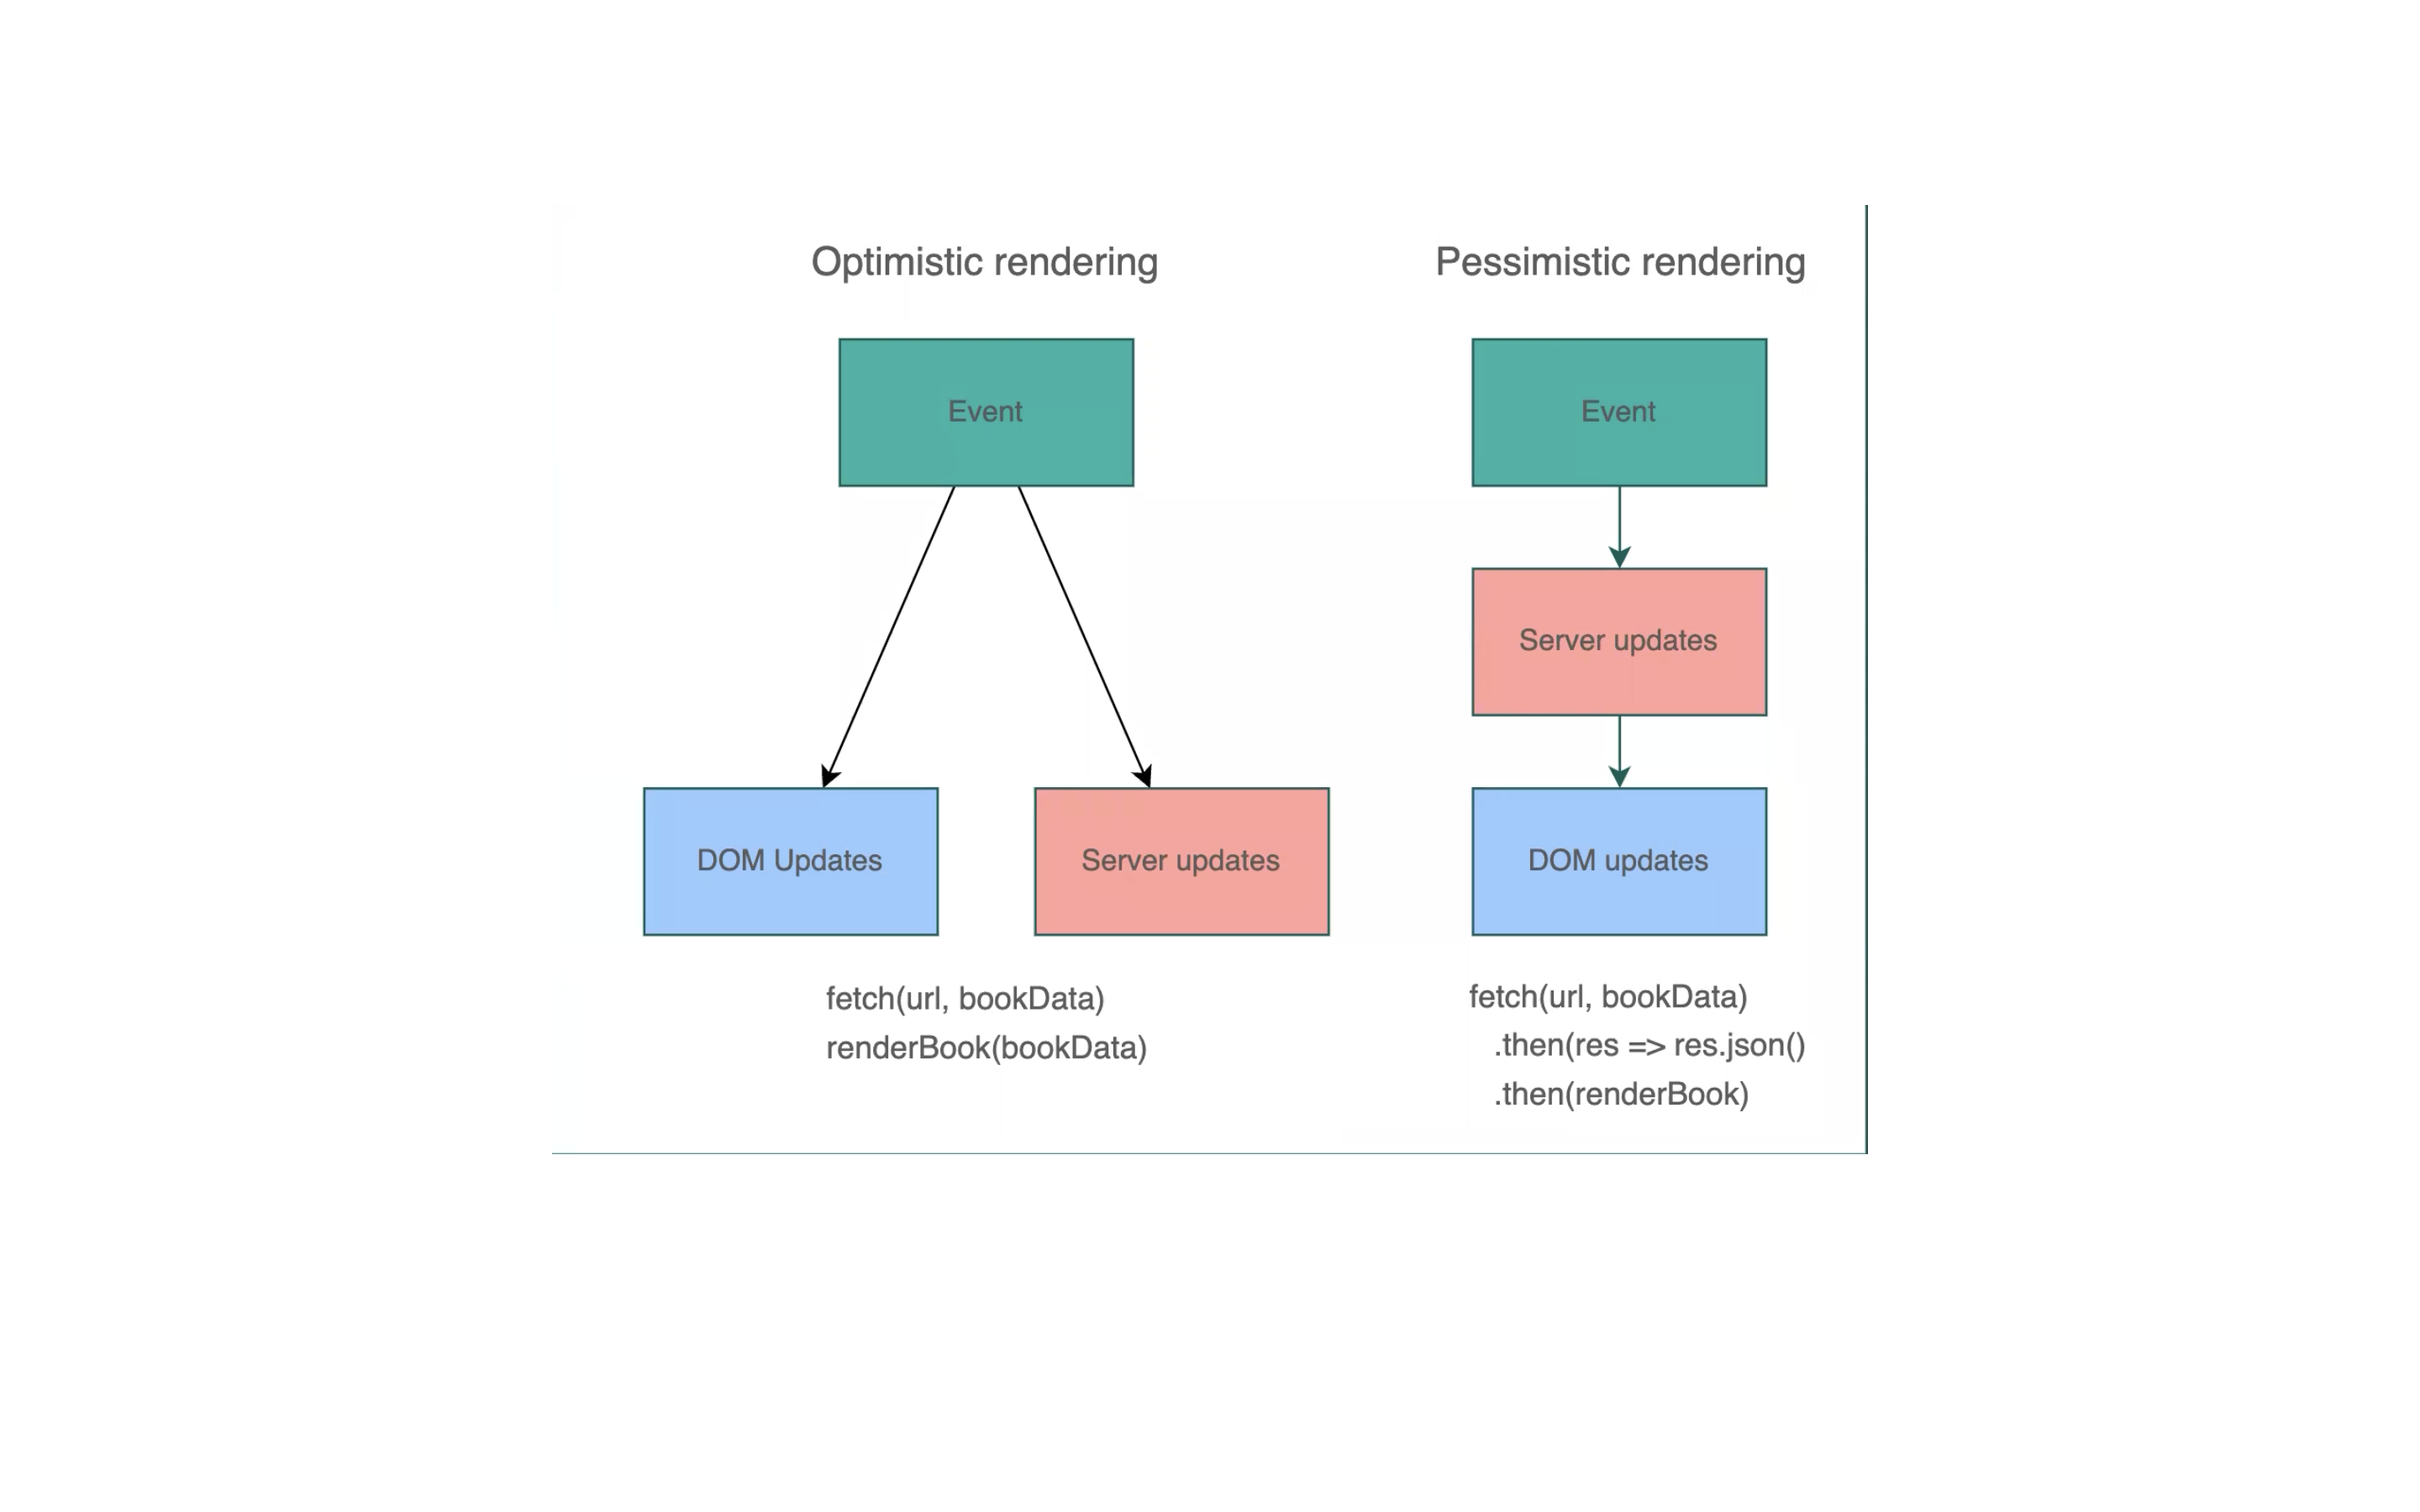 Optimistic rendering
Event
DOM Updates
Server updates
fetch(url, bookData)
renderBook(bookData)
Pessimistic rendering
Event
Server updates
DOM updates
fetch(url, bookData)
.then(res => res.json()
.then(renderBook)